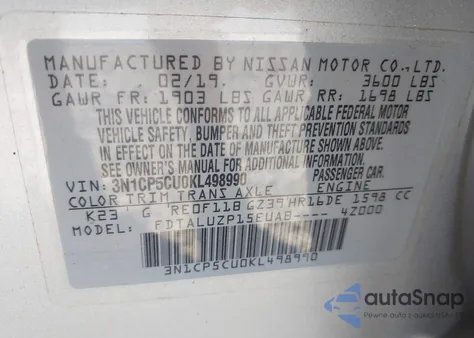 MANUFACTURED BY NISSAN MOTOR CO.,LTD.
DATE: 02/19 GVWR: 3600 LBS
GAWR FR: 1903 LBS GAWR RR: 1698 LBS
THIS VEHICLE CONFORMS TO ALL APPLICABLE FEDERAL MOTOR
VEHICLE SAFETY, BUMPER AND THEFT PREVENTION STANDARDS
IN EFFECT ON THE DATE OF MANUFACTURE SHOWN ABOVE.
SEE OWNER'S MANUAL AND DISCLAIMER
VIN: 3N1CP5CU0KL498990 PASSENGER CAR
COLOR TRIM TRANS AXLE ENGINE
K23 G RE0F11B GZ39 HR16DE 1598 CC
MODEL: FDTALUZP15EUAB---- 4Z000
3N1CP5CU0KL498990
autoSnap